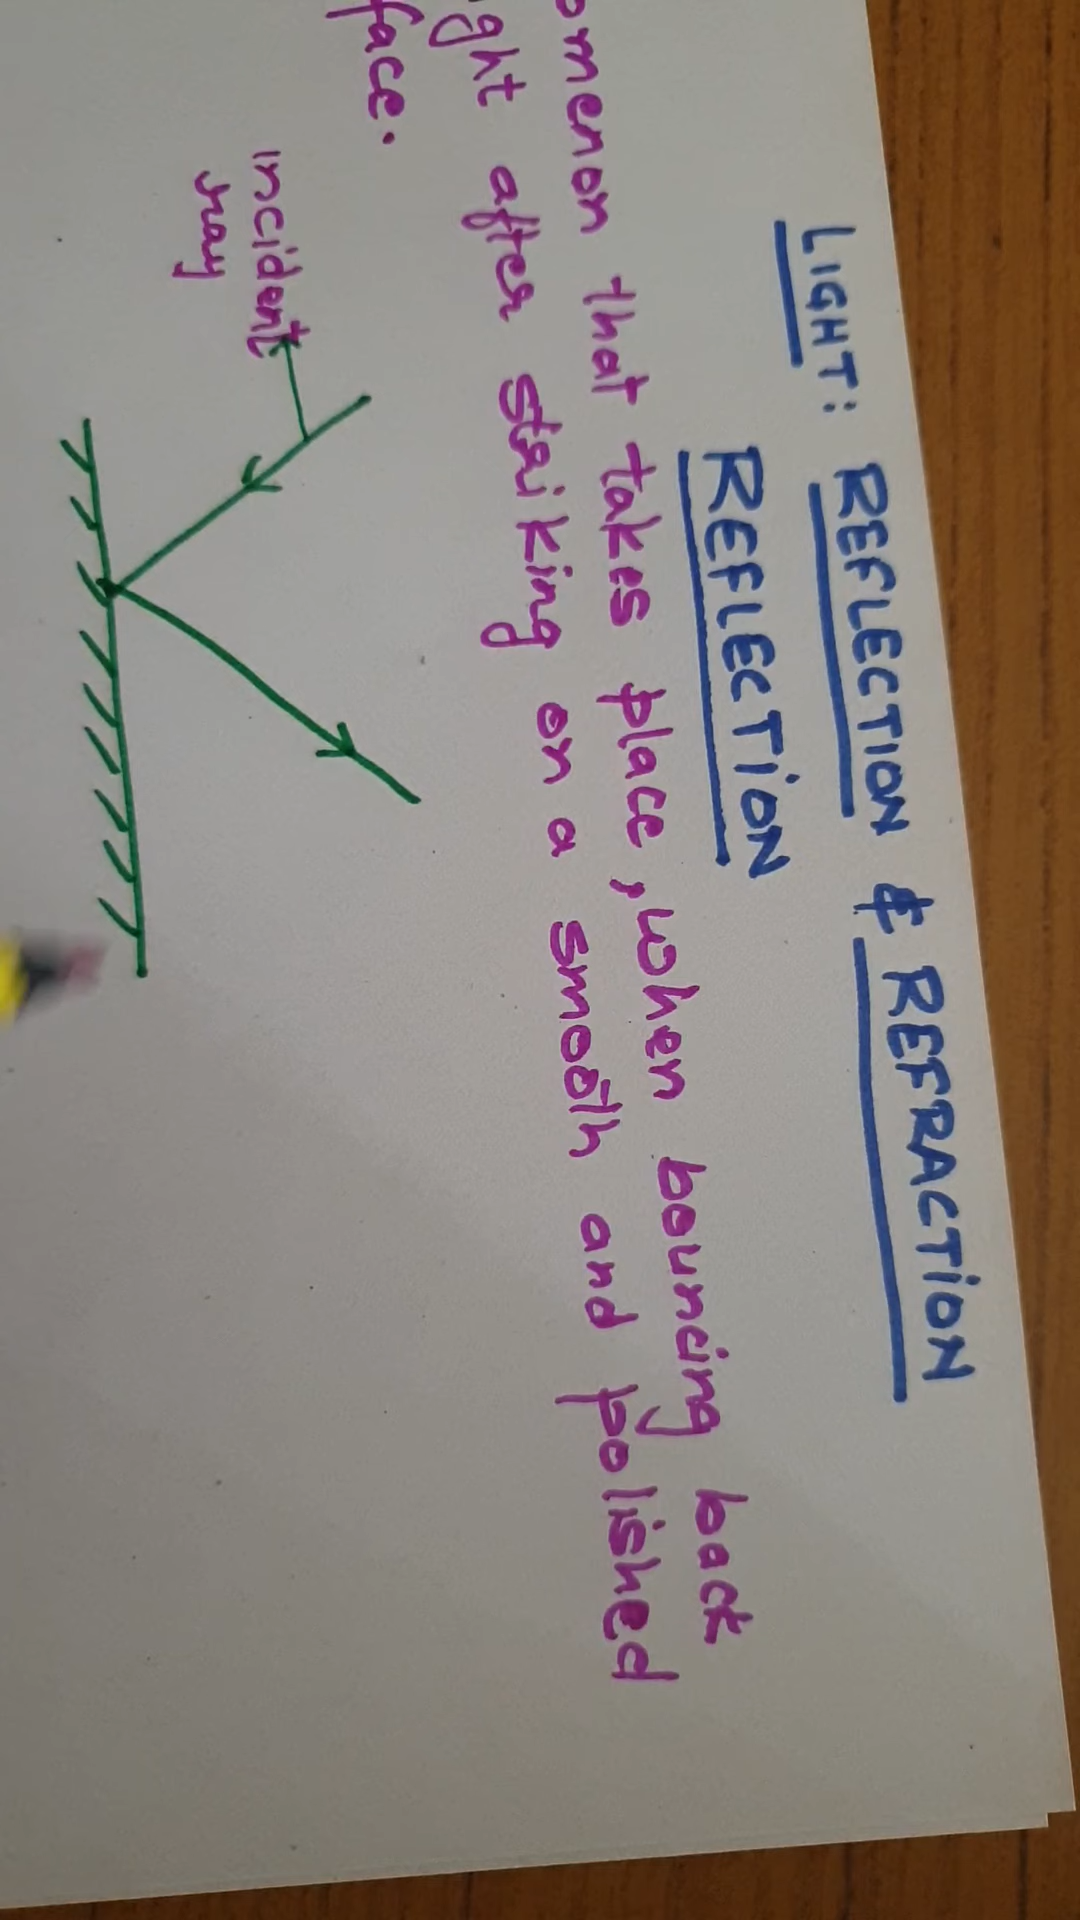 LIGHT: REFLECTION & REFRACTION
REFLECTION
omenon that takes place, when bouncing back
ght after striking on a smooth and polished
face.
incident
ray